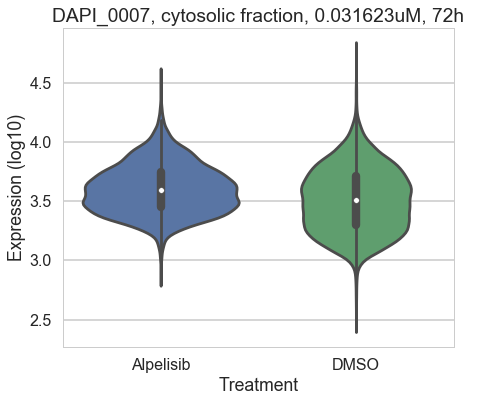 DAPI_0007, cytosolic fraction, 0.031623uM, 72h
Expression (log10)
4.5
4.0
3.5
3.0
2.5
Alpelisib
DMSO
Treatment